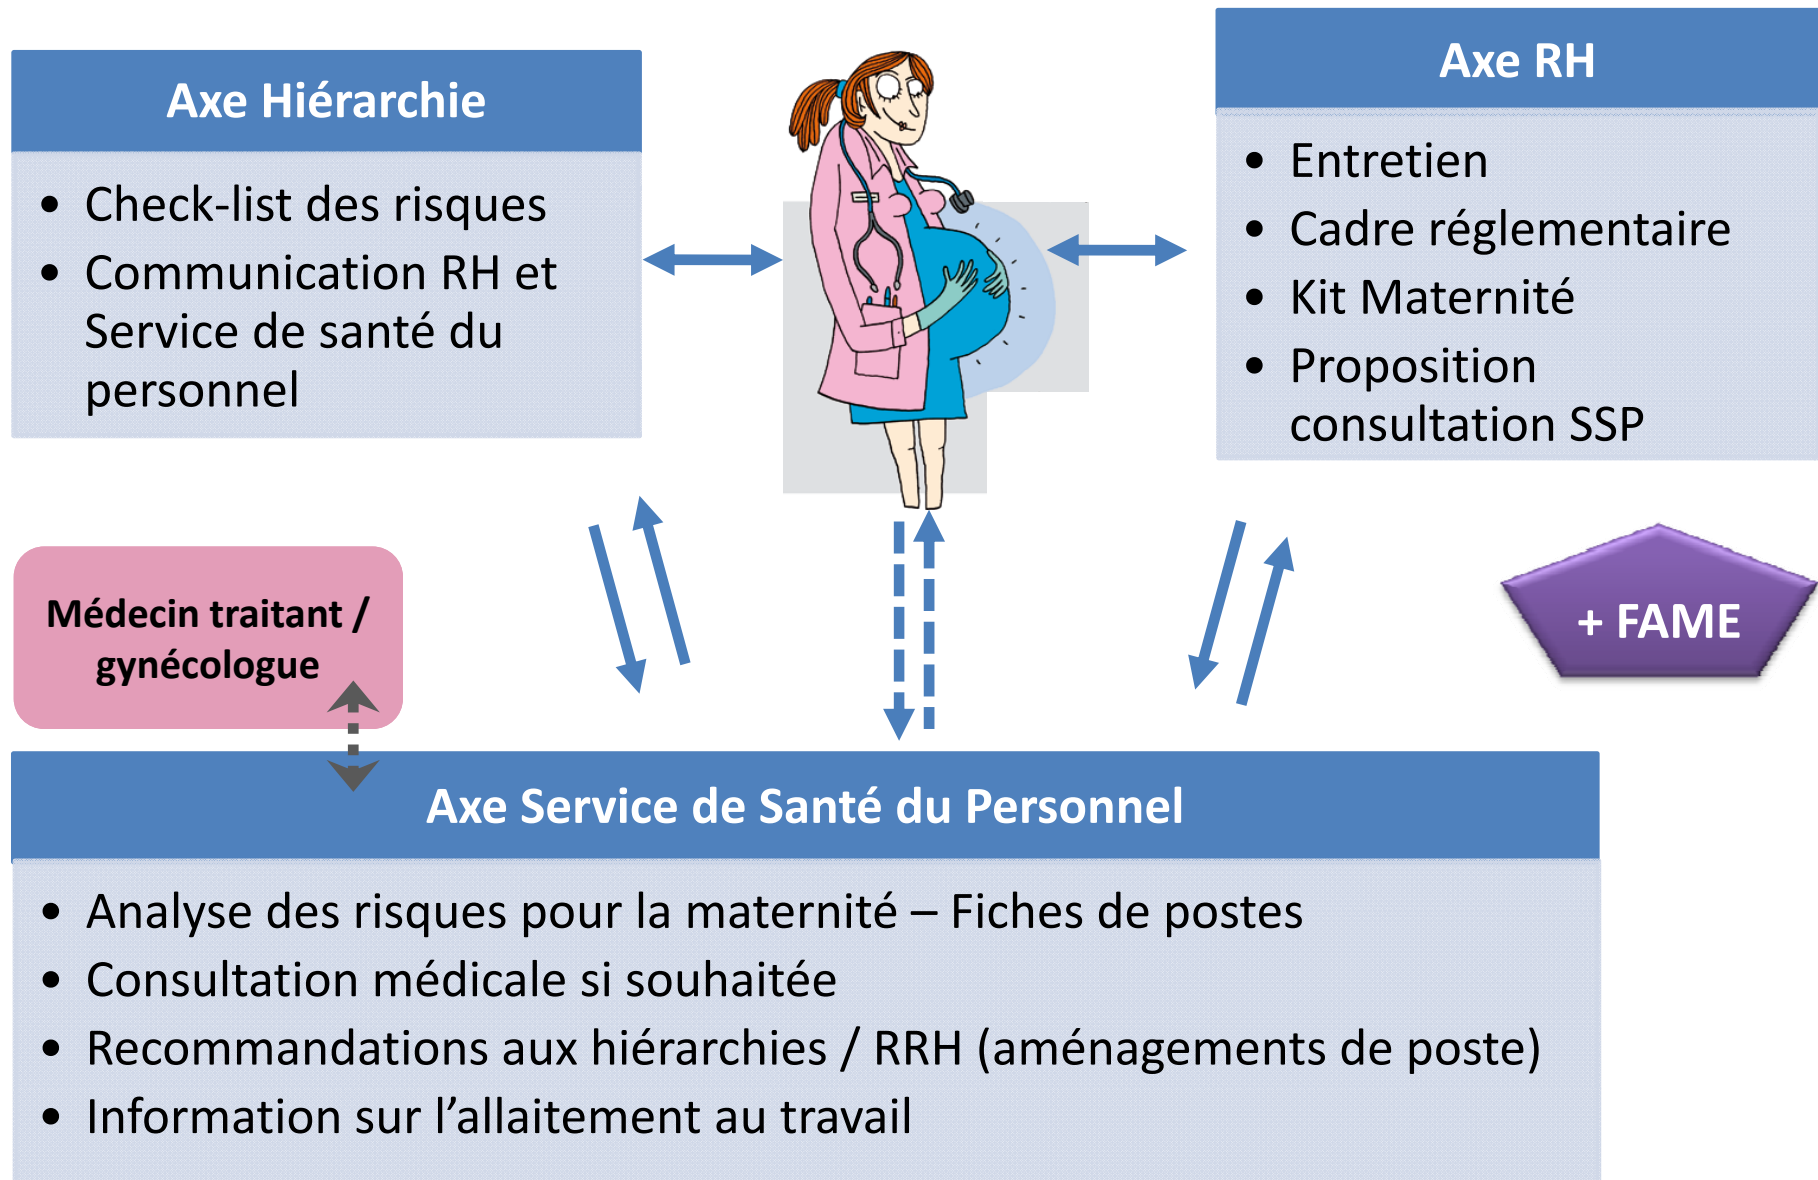 Axe Hiérarchie
• Check-list des risques
• Communication RH et
Service de santé du
personnel
Axe RH
• Entretien
• Cadre réglementaire
• Kit Maternité
• Proposition
consultation SSP
Médecin traitant /
gynécologue
+ FAME
Axe Service de Santé du Personnel
• Analyse des risques pour la maternité – Fiches de postes
• Consultation médicale si souhaitée
• Recommandations aux hiérarchies / RRH (aménagements de poste)
• Information sur l’allaitement au travail